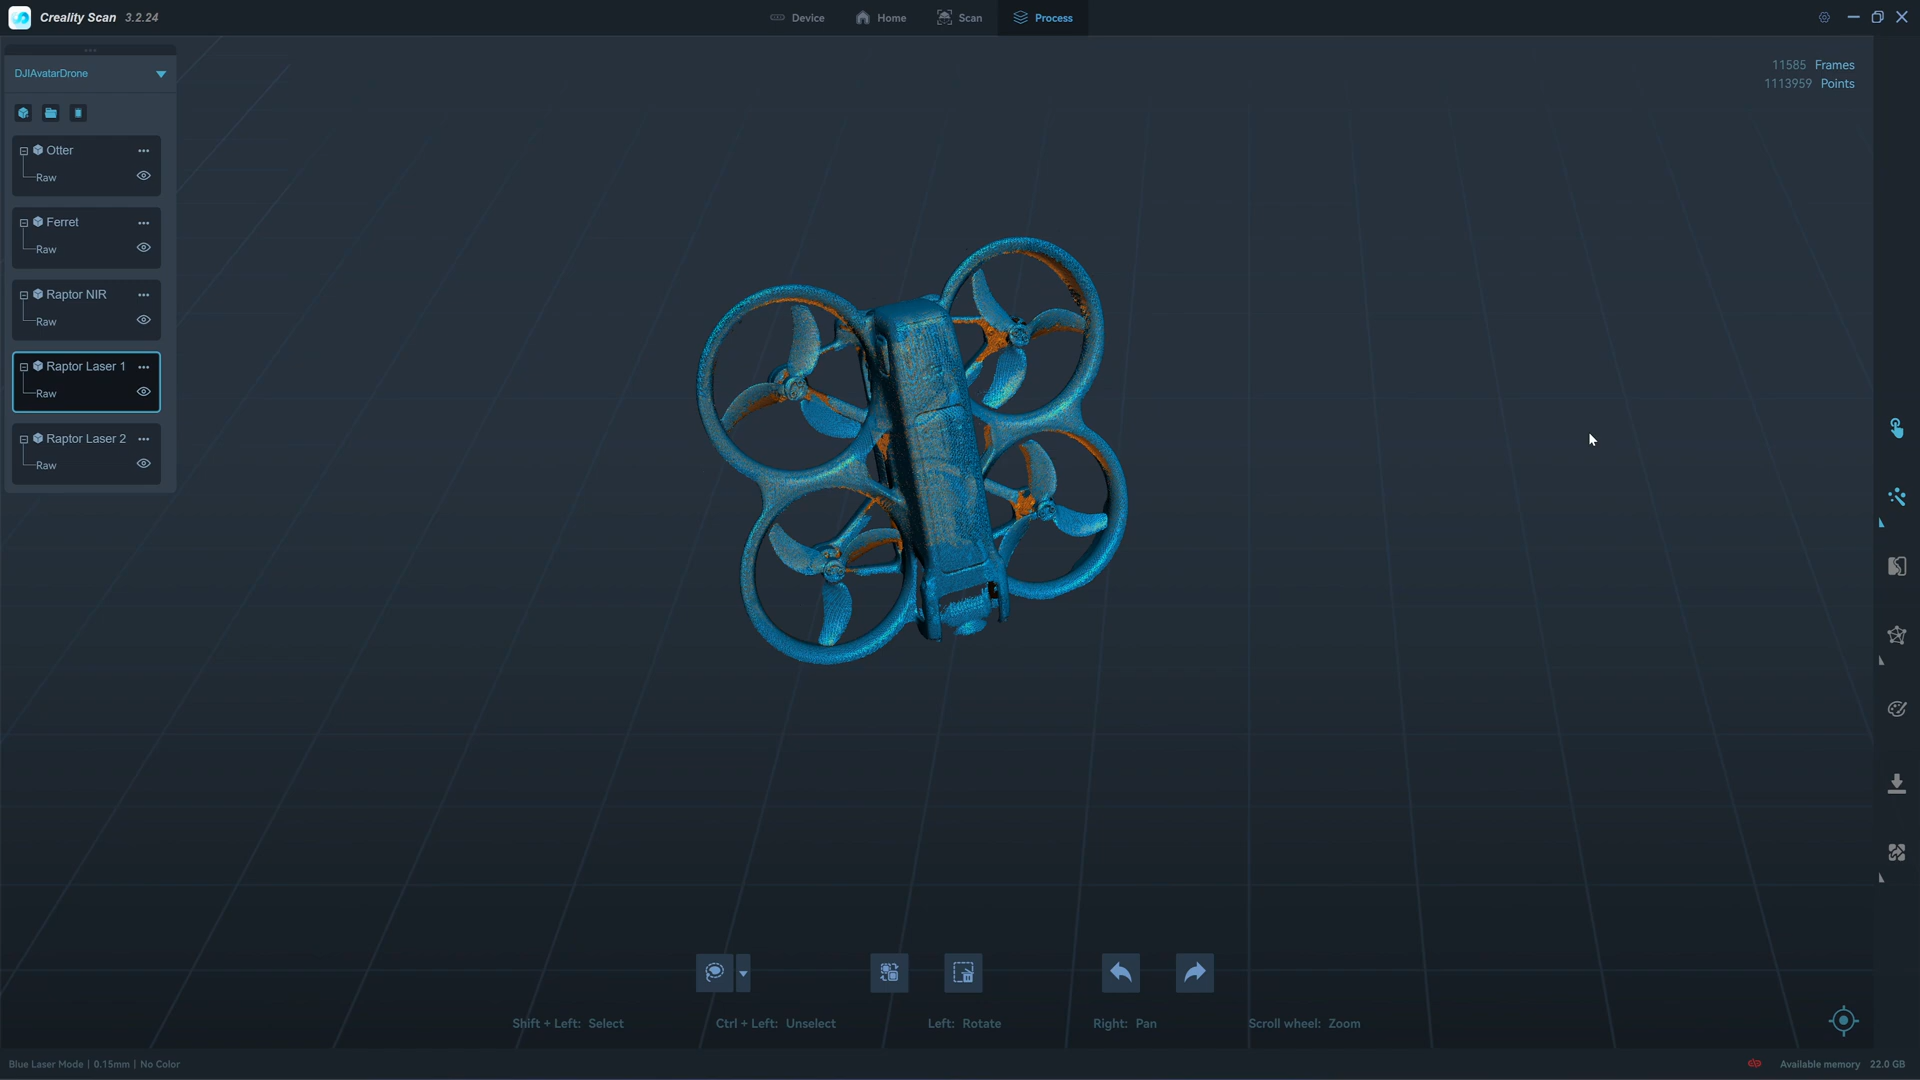 Creality Scan 3.2.24
Device
Home
Scan
Process
DJIAvatarDrone
11585 Frames
1113959 Points
Otter
Raw
Ferret
Raw
Raptor NIR
Raw
Raptor Laser 1
Raw
Raptor Laser 2
Raw
Shift + Left: Select
Ctrl + Left: Unselect
Left: Rotate
Right: Pan
Scroll wheel: Zoom
Blue Laser Mode | 0.15mm | No Color
Available memory 22.0 GB